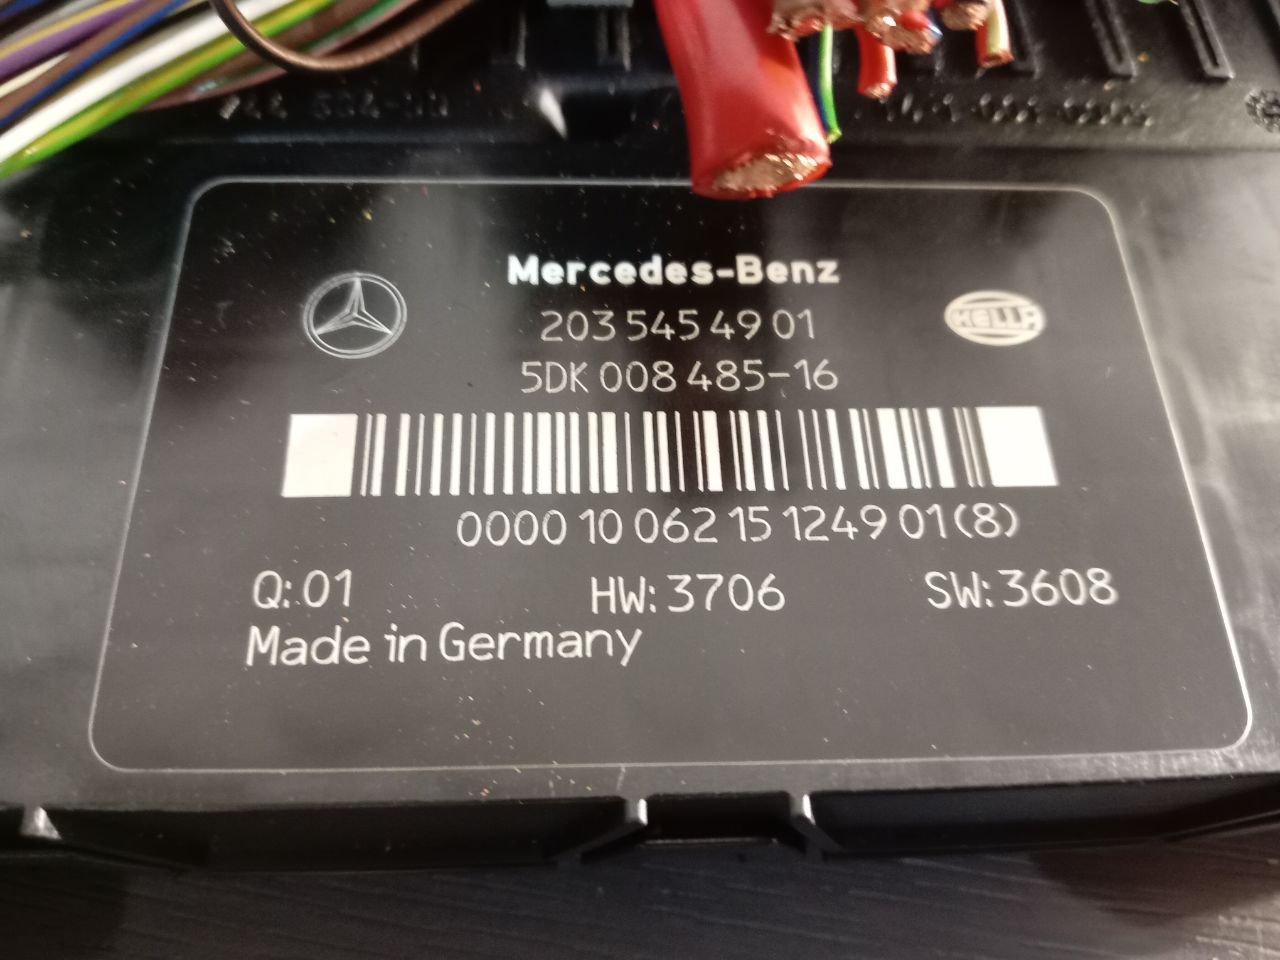 Mercedes-Benz
203 545 49 01
HELLA
5DK 008 485-16
0000 10 062 15 1249 01(8)
Q:01 HW:3706 SW:3608
Made in Germany